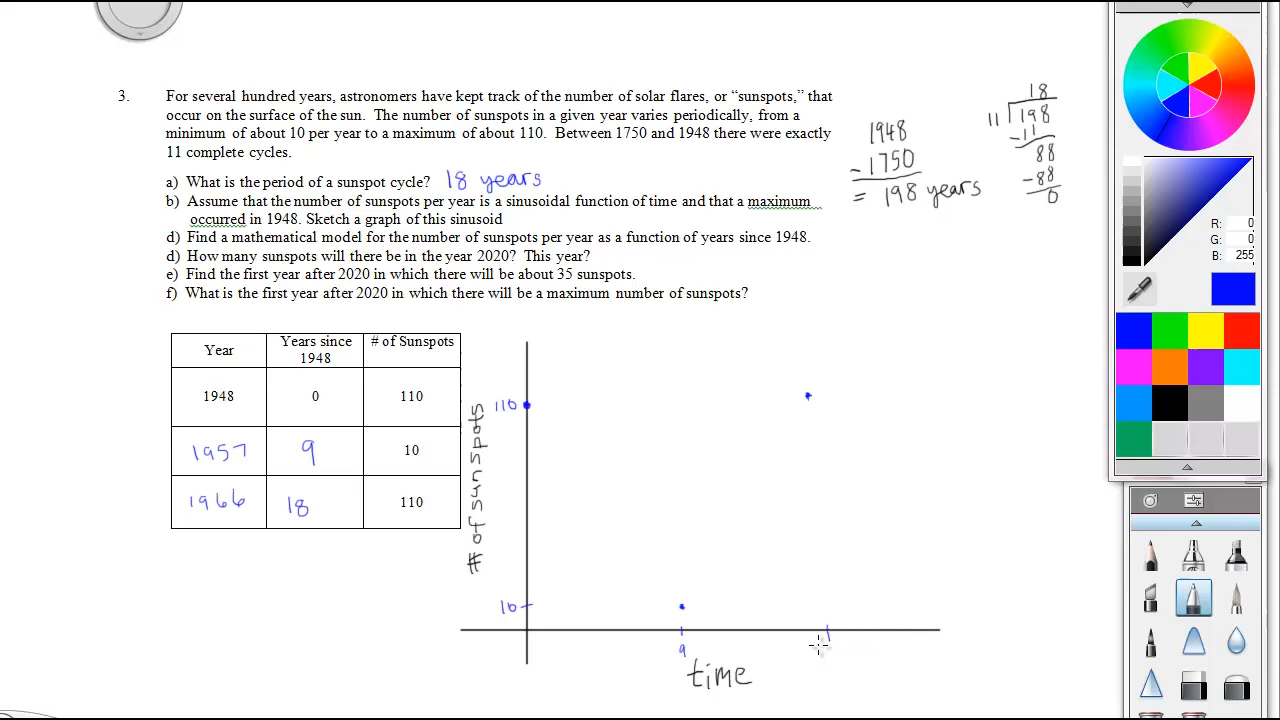 3. For several hundred years, astronomers have kept track of the number of solar flares, or “sunspots,” that
occur on the surface of the sun. The number of sunspots in a given year varies periodically, from a
minimum of about 10 per year to a maximum of about 110. Between 1750 and 1948 there were exactly
11 complete cycles.
a) What is the period of a sunspot cycle? 18 years
b) Assume that the number of sunspots per year is a sinusoidal function of time and that a maximum
occurred in 1948. Sketch a graph of this sinusoid
d) Find a mathematical model for the number of sunspots per year as a function of years since 1948.
d) How many sunspots will there be in the year 2020? This year?
e) Find the first year after 2020 in which there will be about 35 sunspots.
f) What is the first year after 2020 in which there will be a maximum number of sunspots?
1948
-1750
= 198 years
18
11 198
-11
88
-88
0
Year Years since 1948 # of Sunspots
1948 0 110
1957 9 10
1966 18 110
# of sunspots
110
10
9
time
R: 0
G: 0
B: 255